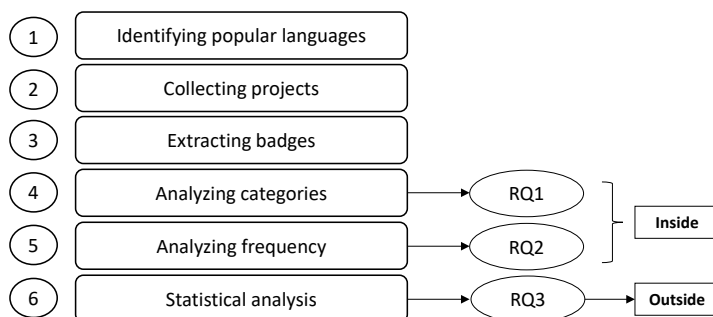 1 Identifying popular languages
2 Collecting projects
3 Extracting badges
4 Analyzing categories RQ1
Inside
5 Analyzing frequency RQ2
6 Statistical analysis RQ3 Outside